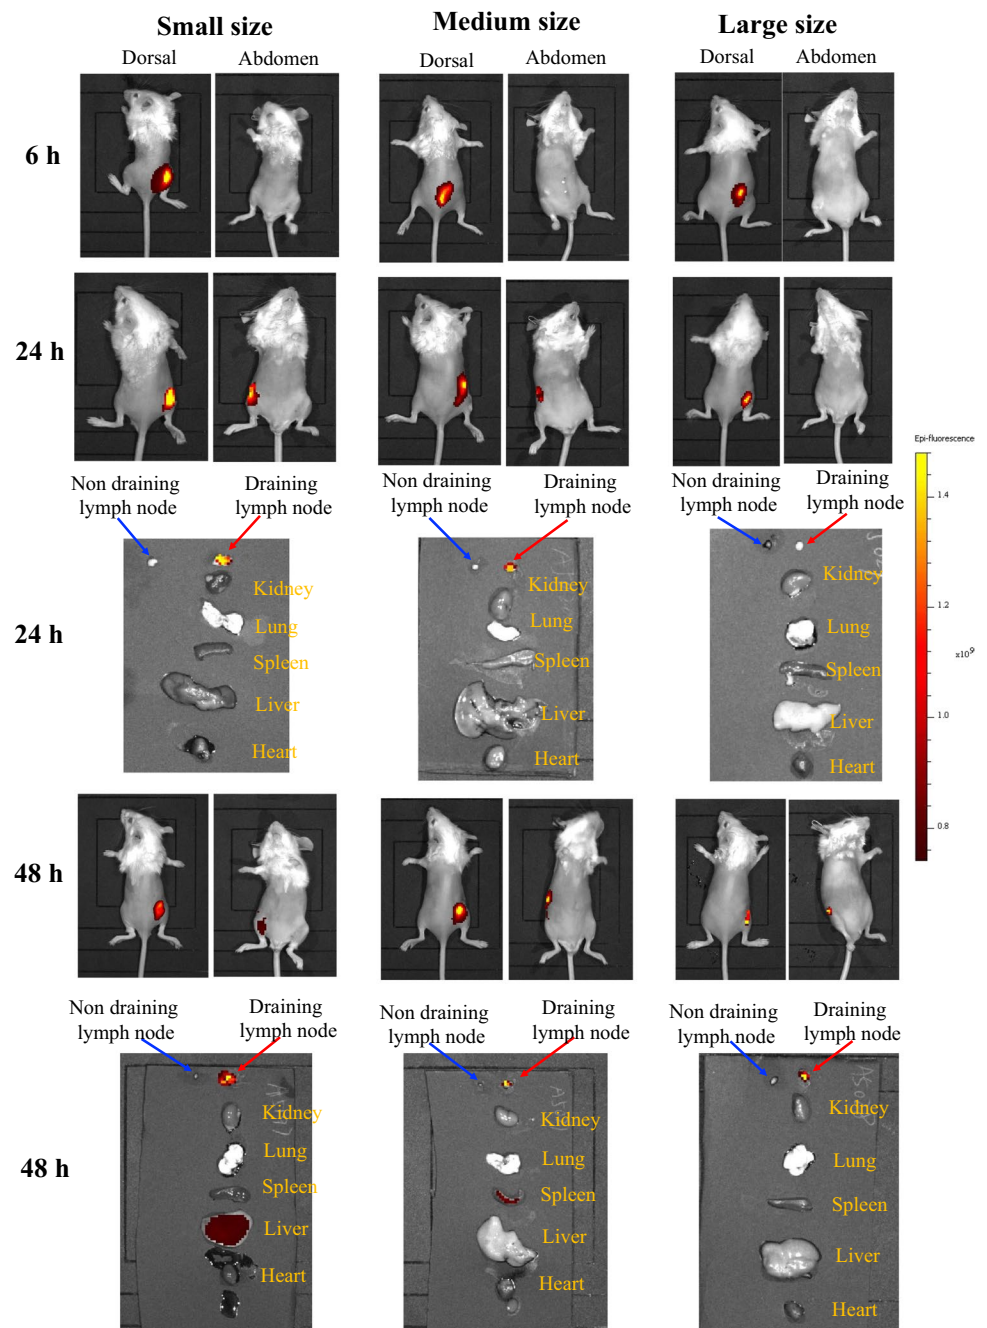 Small size
Medium size
Large size
Dorsal
Abdomen
Dorsal
Abdomen
Dorsal
Abdomen
6 h
24 h
Epi-fluorescence
1.4
1.2
x10⁹
1.0
0.8
Non draining
lymph node
Draining
lymph node
Non draining
lymph node
Draining
lymph node
Non draining
lymph node
Draining
lymph node
24 h
Kidney
Lung
Spleen
Liver
Heart
Kidney
Lung
Spleen
Liver
Heart
Kidney
Lung
Spleen
Liver
Heart
48 h
Non draining
lymph node
Draining
lymph node
Non draining
lymph node
Draining
lymph node
Non draining
lymph node
Draining
lymph node
48 h
Kidney
Lung
Spleen
Liver
Heart
Kidney
Lung
Spleen
Liver
Heart
Kidney
Lung
Spleen
Liver
Heart